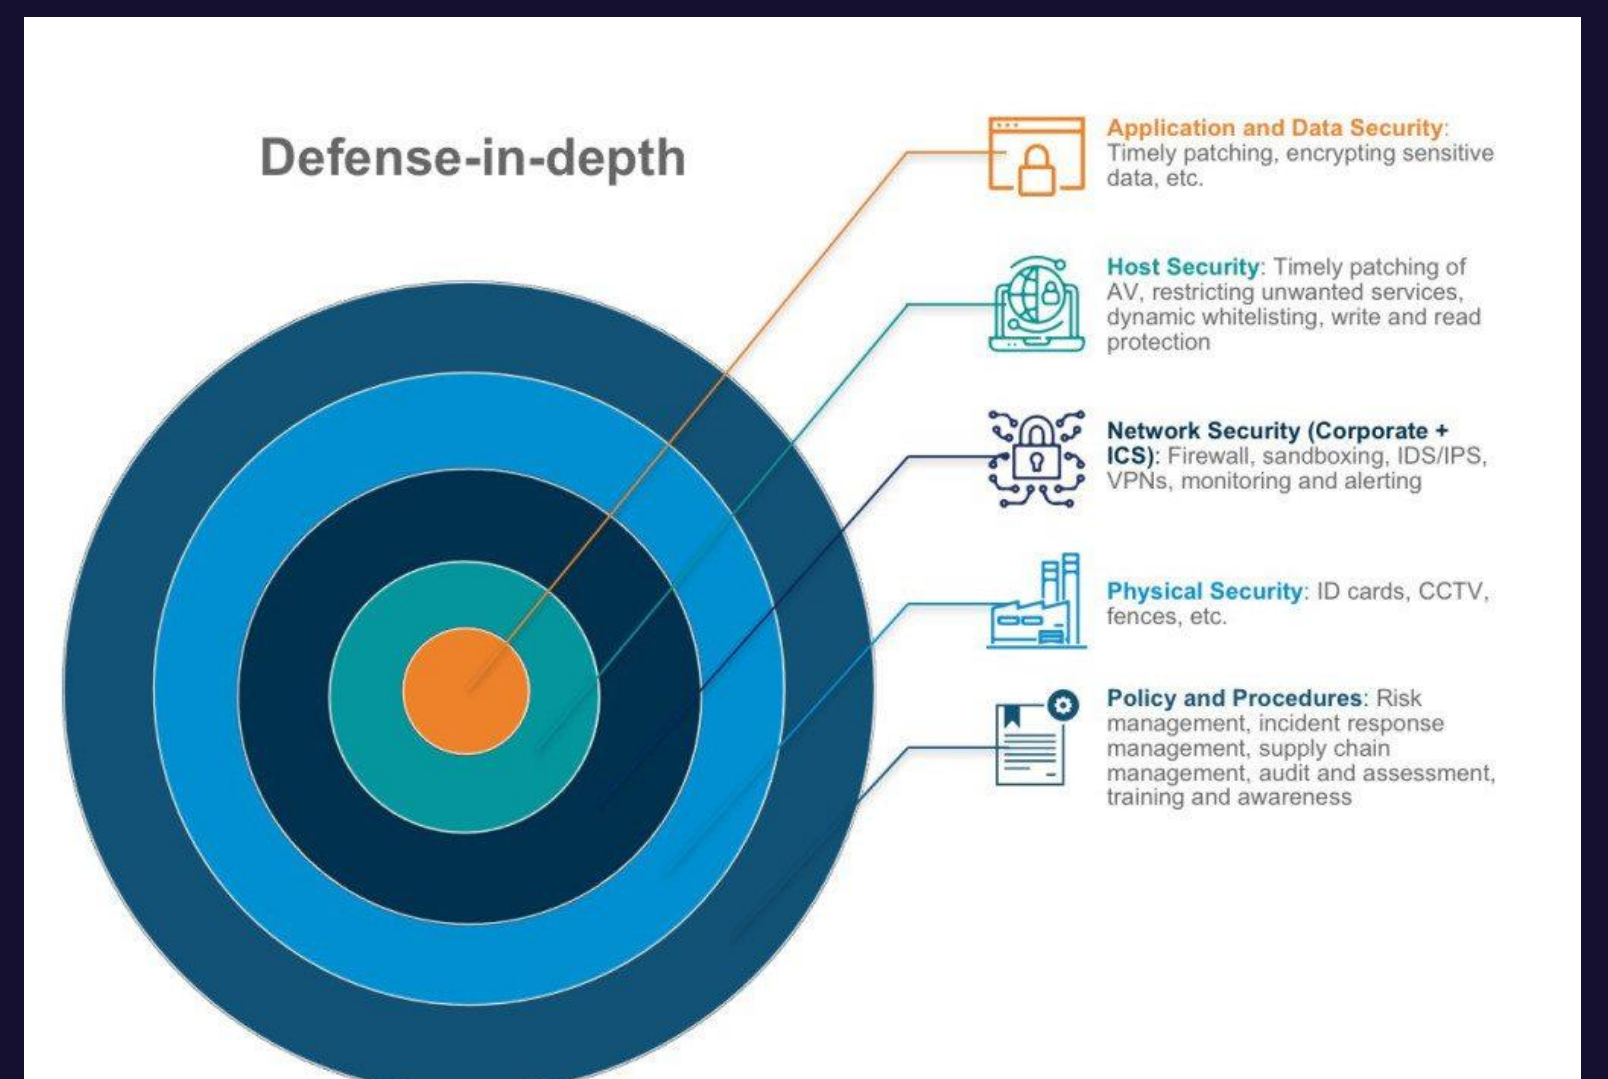 Defense-in-depth
Application and Data Security:
Timely patching, encrypting sensitive
data, etc.
Host Security: Timely patching of
AV, restricting unwanted services,
dynamic whitelisting, write and read
protection
Network Security (Corporate +
ICS): Firewall, sandboxing, IDS/IPS,
VPNs, monitoring and alerting
Physical Security: ID cards, CCTV,
fences, etc.
Policy and Procedures: Risk
management, incident response
management, supply chain
management, audit and assessment,
training and awareness